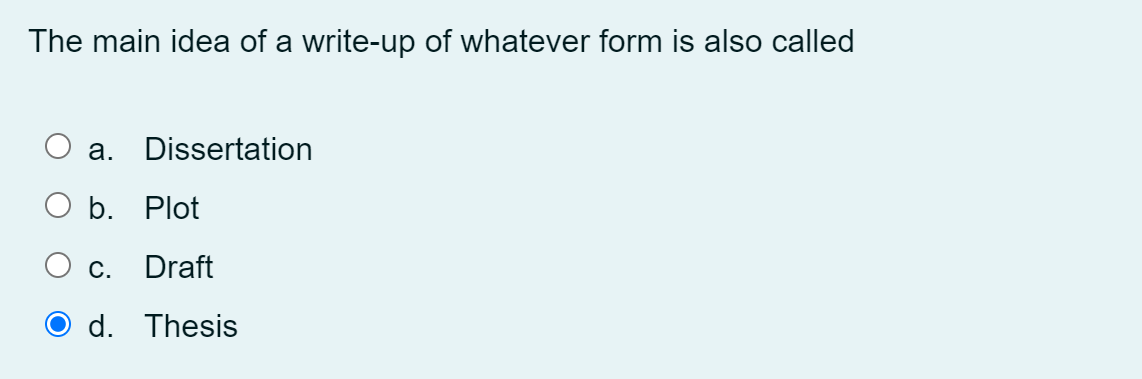 The main idea of a write-up of whatever form is also called
a. Dissertation
b. Plot
c. Draft
d. Thesis